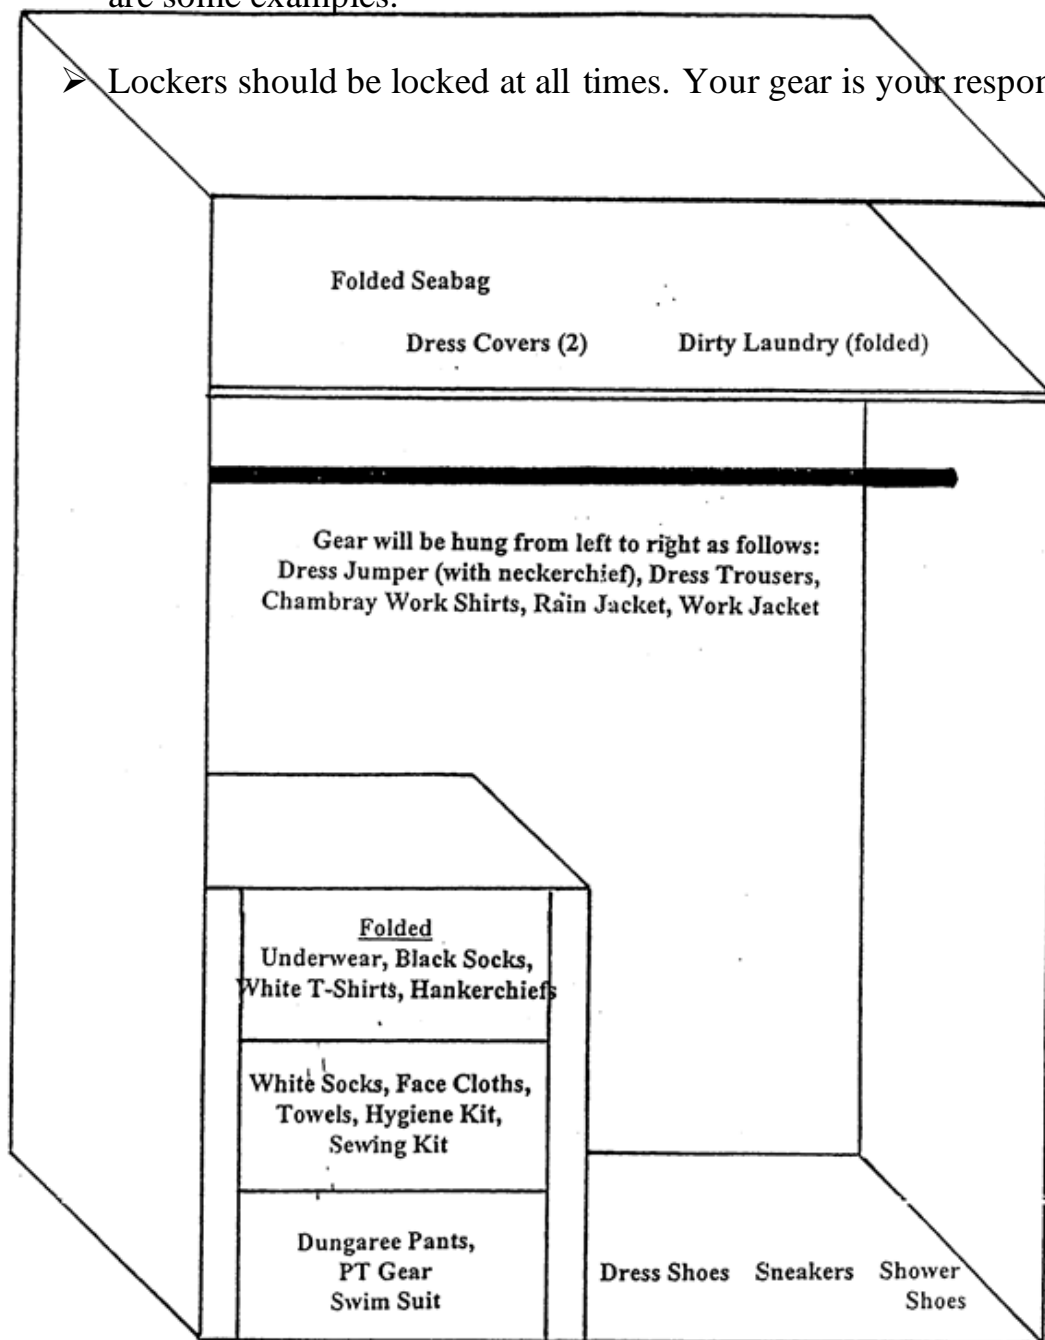 are some examples.
➢ Lockers should be locked at all times. Your gear is your respon
Folded Seabag
Dress Covers (2) Dirty Laundry (folded)
Gear will be hung from left to right as follows:
Dress Jumper (with neckerchief), Dress Trousers,
Chambray Work Shirts, Rain Jacket, Work Jacket
Folded
Underwear, Black Socks,
White T-Shirts, Hankerchiefs
White Socks, Face Cloths,
Towels, Hygiene Kit,
Sewing Kit
Dungaree Pants,
PT Gear
Swim Suit
Dress Shoes Sneakers Shower
Shoes